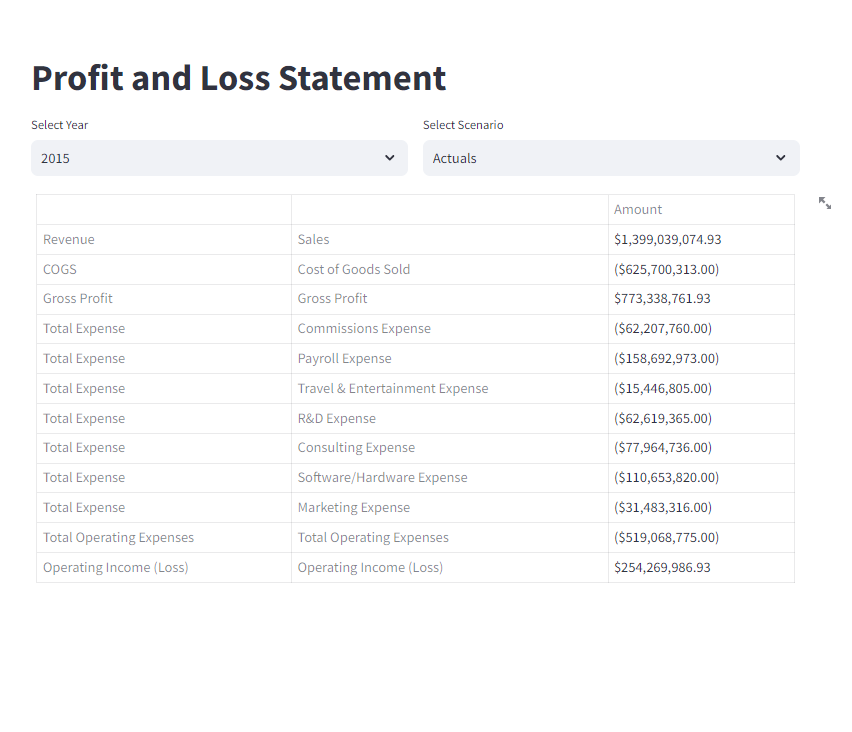 Profit and Loss Statement
Select Year Select Scenario
2015 Actuals
Amount
Revenue Sales $1,399,039,074.93
COGS Cost of Goods Sold ($625,700,313.00)
Gross Profit Gross Profit $773,338,761.93
Total Expense Commissions Expense ($62,207,760.00)
Total Expense Payroll Expense ($158,692,973.00)
Total Expense Travel & Entertainment Expense ($15,446,805.00)
Total Expense R&D Expense ($62,619,365.00)
Total Expense Consulting Expense ($77,964,736.00)
Total Expense Software/Hardware Expense ($110,653,820.00)
Total Expense Marketing Expense ($31,483,316.00)
Total Operating Expenses Total Operating Expenses ($519,068,775.00)
Operating Income (Loss) Operating Income (Loss) $254,269,986.93